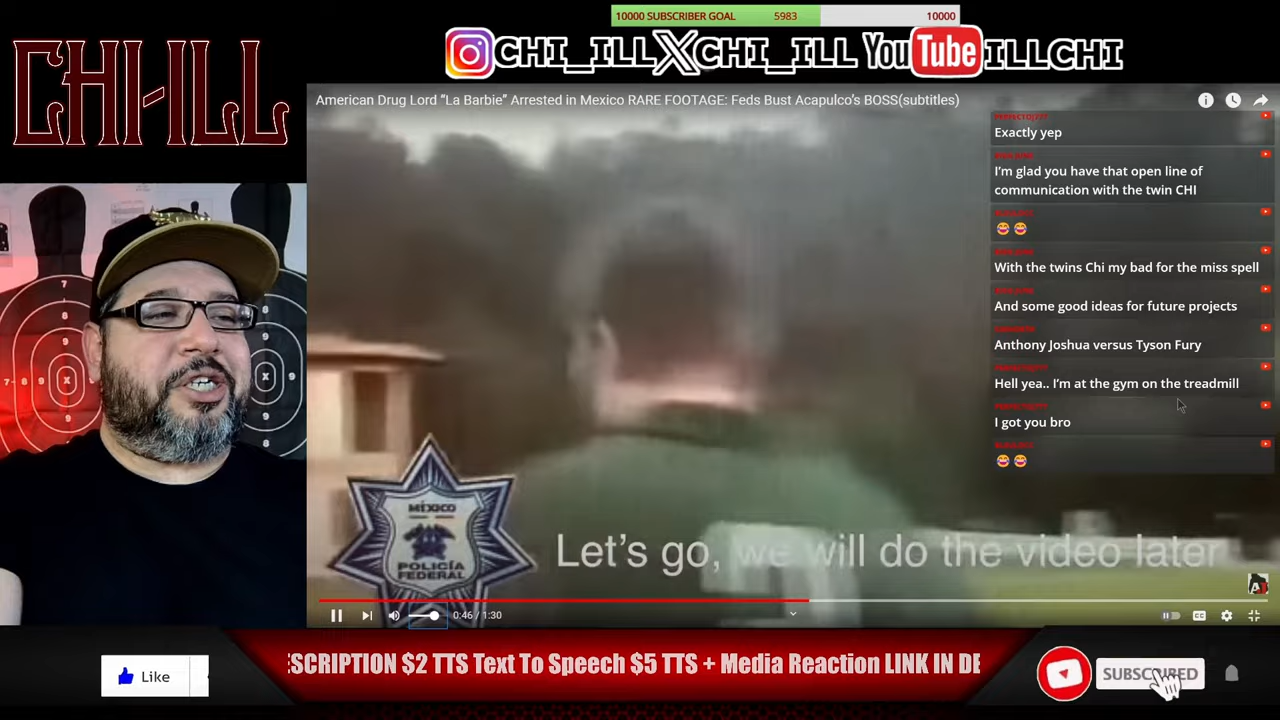 10000 SUBSCRIBER GOAL 5983 10000
CHI-ILL
CHI_ILL X CHI_ILL YouTube ILLCHI
American Drug Lord “La Barbie” Arrested in Mexico RARE FOOTAGE: Feds Bust Acapulco’s BOSS(subtitles)
Exactly yep
I’m glad you have that open line of
communication with the twin CHI
With the twins Chi my bad for the miss spell
And some good ideas for future projects
Anthony Joshua versus Tyson Fury
Hell yea.. I’m at the gym on the treadmill
I got you bro
MÉXICO
POLICÍA
FEDERAL
Let’s go, we will do the video later
0:46 / 1:30
CC
Like
SCRIPTION $2 TTS Text To Speech $5 TTS + Media Reaction LINK IN DE
SUBSCRIBED